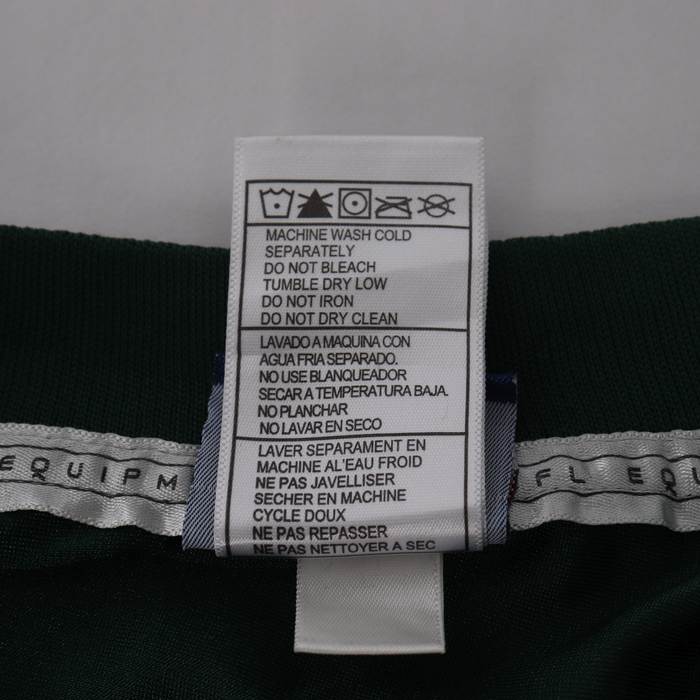 MACHINE WASH COLD
SEPARATELY
DO NOT BLEACH
TUMBLE DRY LOW
DO NOT IRON
DO NOT DRY CLEAN
LAVADO A MAQUINA CON
AGUA FRIA SEPARADO.
NO USE BLANQUEADOR
SECAR A TEMPERATURA BAJA.
NO PLANCHAR
NO LAVAR EN SECO
LAVER SEPARAMENT EN
MACHINE AL'EAU FROID
NE PAS JAVELLISER
SECHER EN MACHINE
CYCLE DOUX
NE PAS REPASSER
NE PAS NETTOYER A SEC
EQUIPM
FL EQU